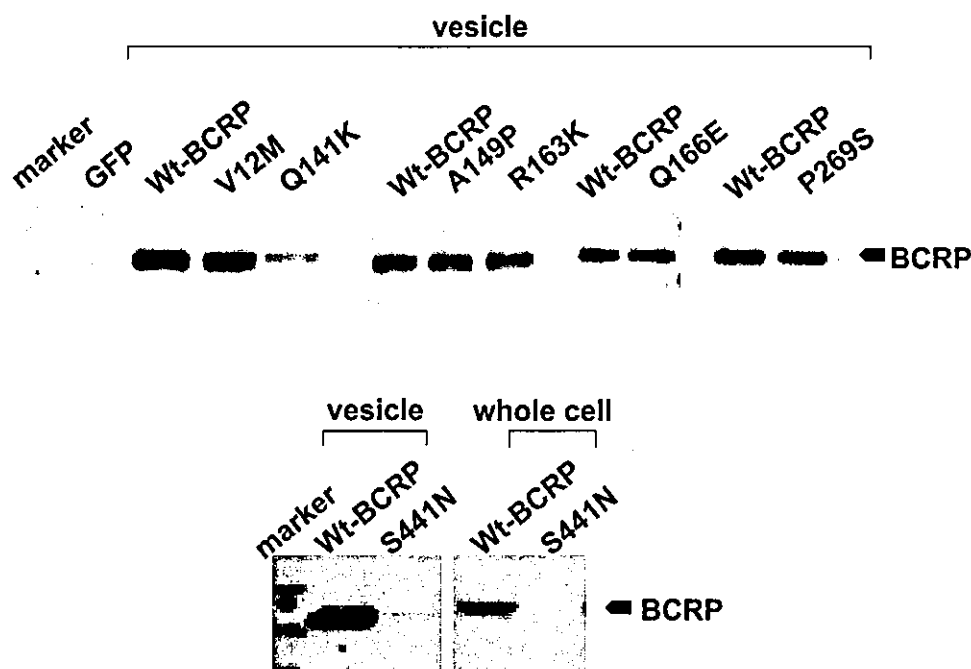 vesicle
marker GFP Wt-BCRP V12M Q141K Wt-BCRP A149P R163K Wt-BCRP Q166E Wt-BCRP P269S
BCRP
vesicle whole cell
marker Wt-BCRP S441N Wt-BCRP S441N
BCRP